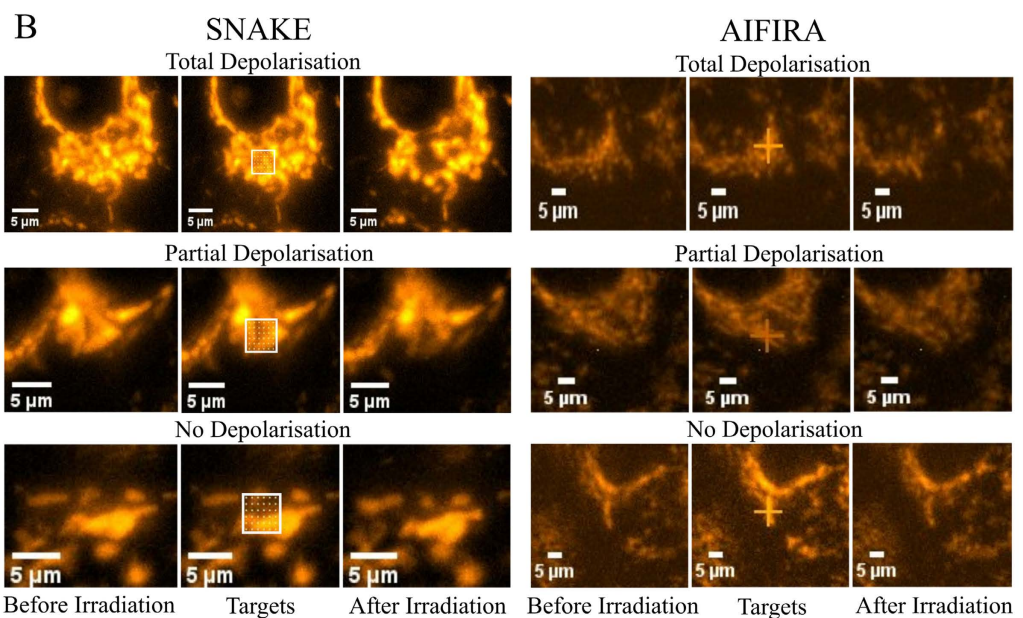 B
SNAKE
AIFIRA
Total Depolarisation
Total Depolarisation
5 µm
5 µm
5 µm
5 µm
5 µm
5 µm
Partial Depolarisation
Partial Depolarisation
5 µm
5 µm
5 µm
5 µm
5 µm
5 µm
No Depolarisation
No Depolarisation
5 µm
5 µm
5 µm
5 µm
5 µm
5 µm
Before Irradiation
Targets
After Irradiation
Before Irradiation
Targets
After Irradiation